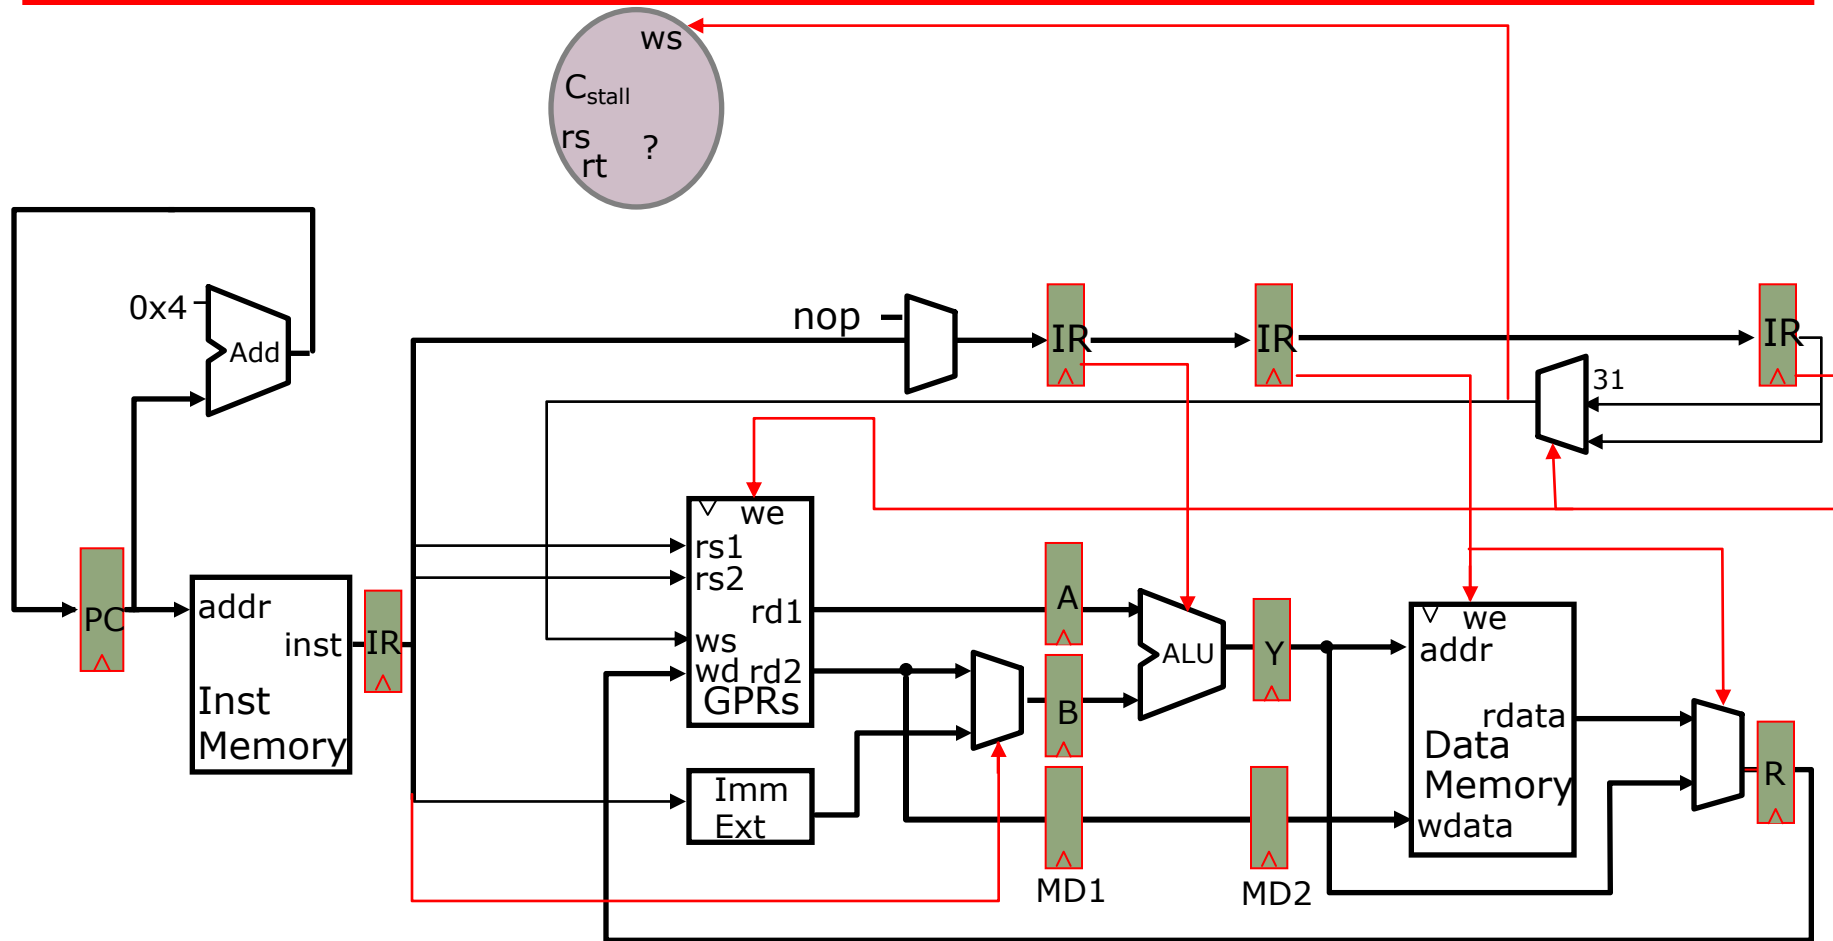 ws
C_stall
rs
rt
?
0x4
Add
nop
IR
IR
IR
31
PC
addr
inst
Inst
Memory
IR
we
rs1
rs2
rd1
ws
wd rd2
GPRs
Imm
Ext
A
B
MD1
ALU
Y
MD2
we
addr
rdata
Data
Memory
wdata
R